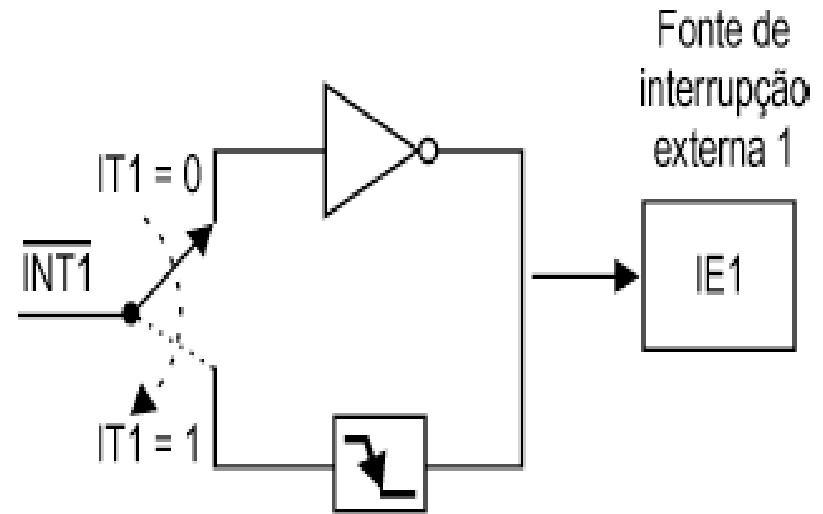 Fonte de
interrupção
externa 1
IT1 = 0
INT1
IE1
IT1 = 1